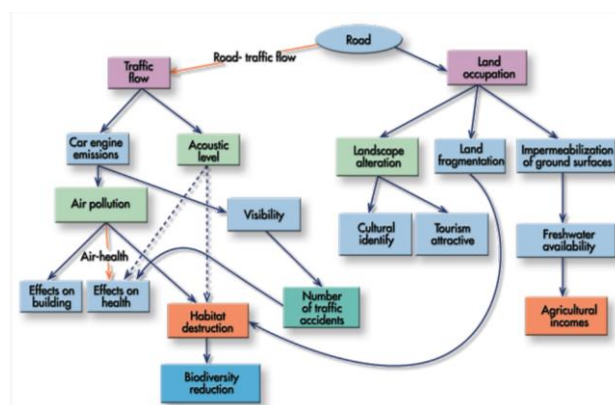 Road
Road- traffic flow
Traffic
flow
Land
occupation
Car engine
emissions
Acoustic
level
Landscape
alteration
Land
fragmentation
Impermeabilization
of ground surfaces
Air pollution
Visibility
Cultural
identify
Tourism
attractive
Freshwater
availability
Air-health
Effects on
building
Effects on
health
Habitat
destruction
Number
of traffic
accidents
Agricultural
incomes
Biodiversity
reduction